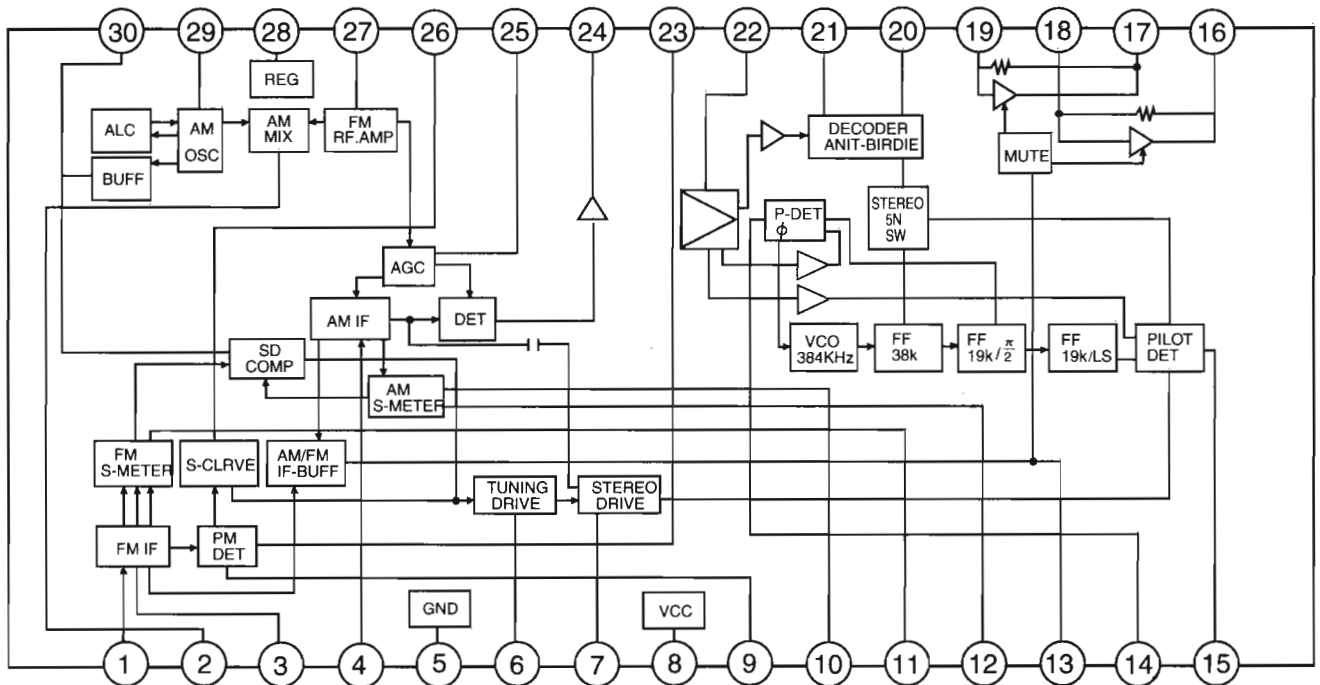 30 29 28 27 26 25 24 23 22 21 20 19 18 17 16
REG
ALC
AM
OSC
AM
MIX
FM
RF.AMP
DECODER
ANIT-BIRDIE
MUTE
BUFF
STEREO
5N
SW
P-DET
ϕ
AGC
AM IF
DET
SD
COMP
VCO
384KHz
FF
38k
FF
19k/π/2
FF
19k/LS
PILOT
DET
AM
S-METER
FM
S-METER
S-CLRVE
AM/FM
IF-BUFF
TUNING
DRIVE
STEREO
DRIVE
FM IF
PM
DET
GND
VCC
1 2 3 4 5 6 7 8 9 10 11 12 13 14 15